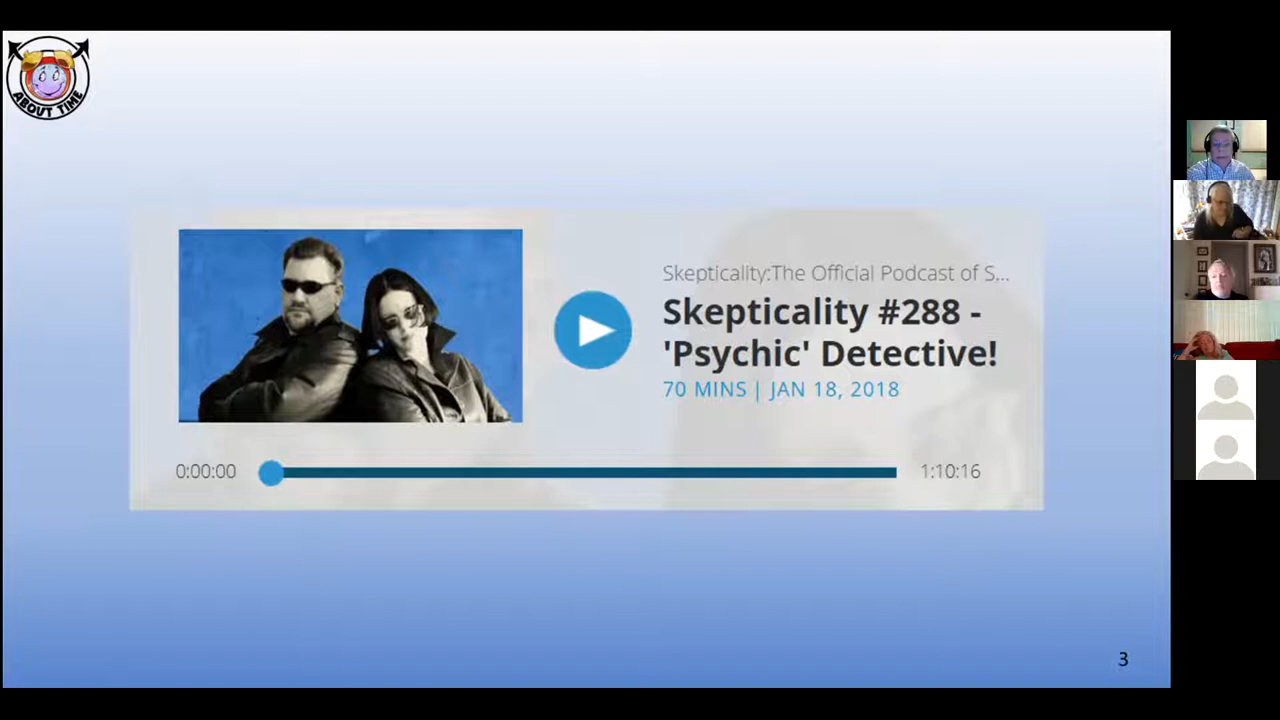 ABOUT TIME
Skepticality:The Official Podcast of S...
Skepticality #288 -
'Psychic' Detective!
70 MINS | JAN 18, 2018
0:00:00
1:10:16
3